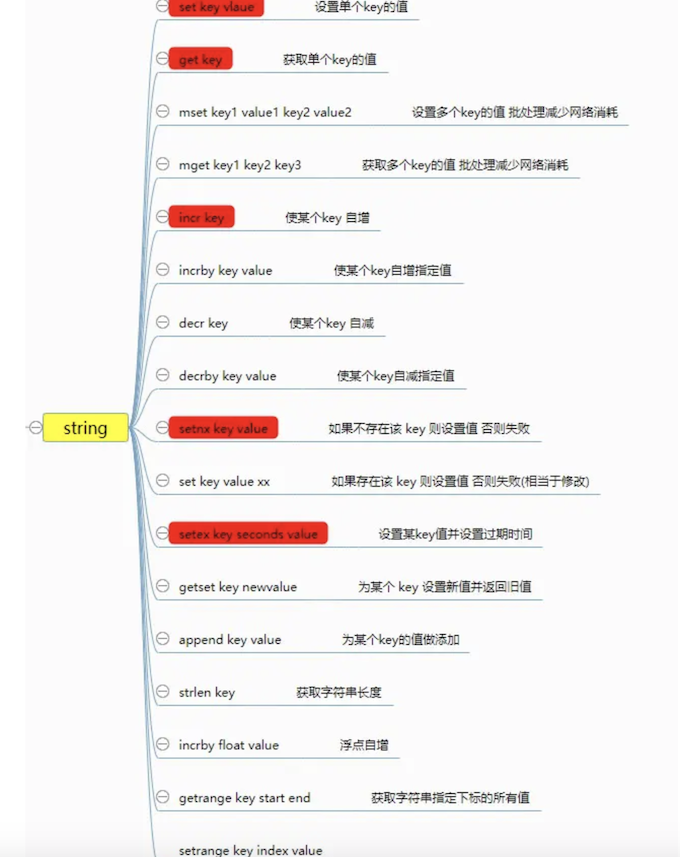 set key vlaue 设置单个key的值
get key 获取单个key的值
mset key1 value1 key2 value2 设置多个key的值 批处理减少网络消耗
mget key1 key2 key3 获取多个key的值 批处理减少网络消耗
incr key 使某个key 自增
incrby key value 使某个key自增指定值
decr key 使某个key 自减
decrby key value 使某个key自减指定值
string
setnx key value 如果不存在该 key 则设置值 否则失败
set key value xx 如果存在该 key 则设置值 否则失败(相当于修改)
setex key seconds value 设置某key值并设置过期时间
getset key newvalue 为某个 key 设置新值并返回旧值
append key value 为某个key的值做添加
strlen key 获取字符串长度
incrby float value 浮点自增
getrange key start end 获取字符串指定下标的所有值
setrange key index value